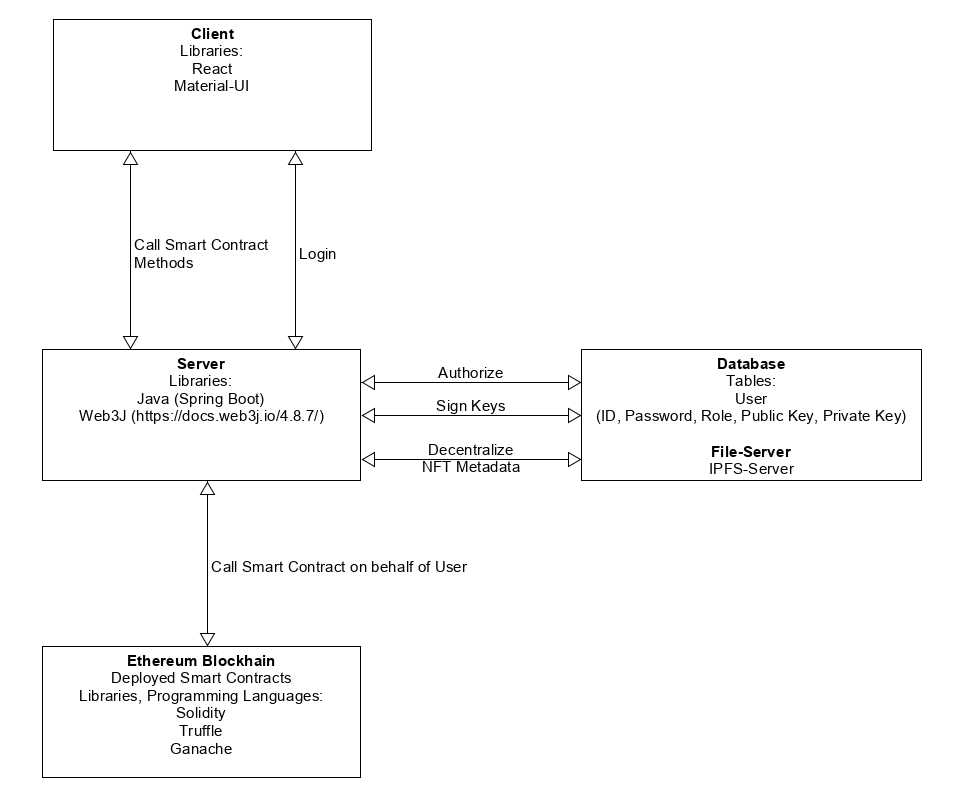 Client
Libraries:
React
Material-UI
Call Smart Contract
Methods
Login
Server
Libraries:
Java (Spring Boot)
Web3J (https://docs.web3j.io/4.8.7/)
Authorize
Sign Keys
Decentralize
NFT Metadata
Database
Tables:
User
(ID, Password, Role, Public Key, Private Key)
File-Server
IPFS-Server
Call Smart Contract on behalf of User
Ethereum Blockhain
Deployed Smart Contracts
Libraries, Programming Languages:
Solidity
Truffle
Ganache